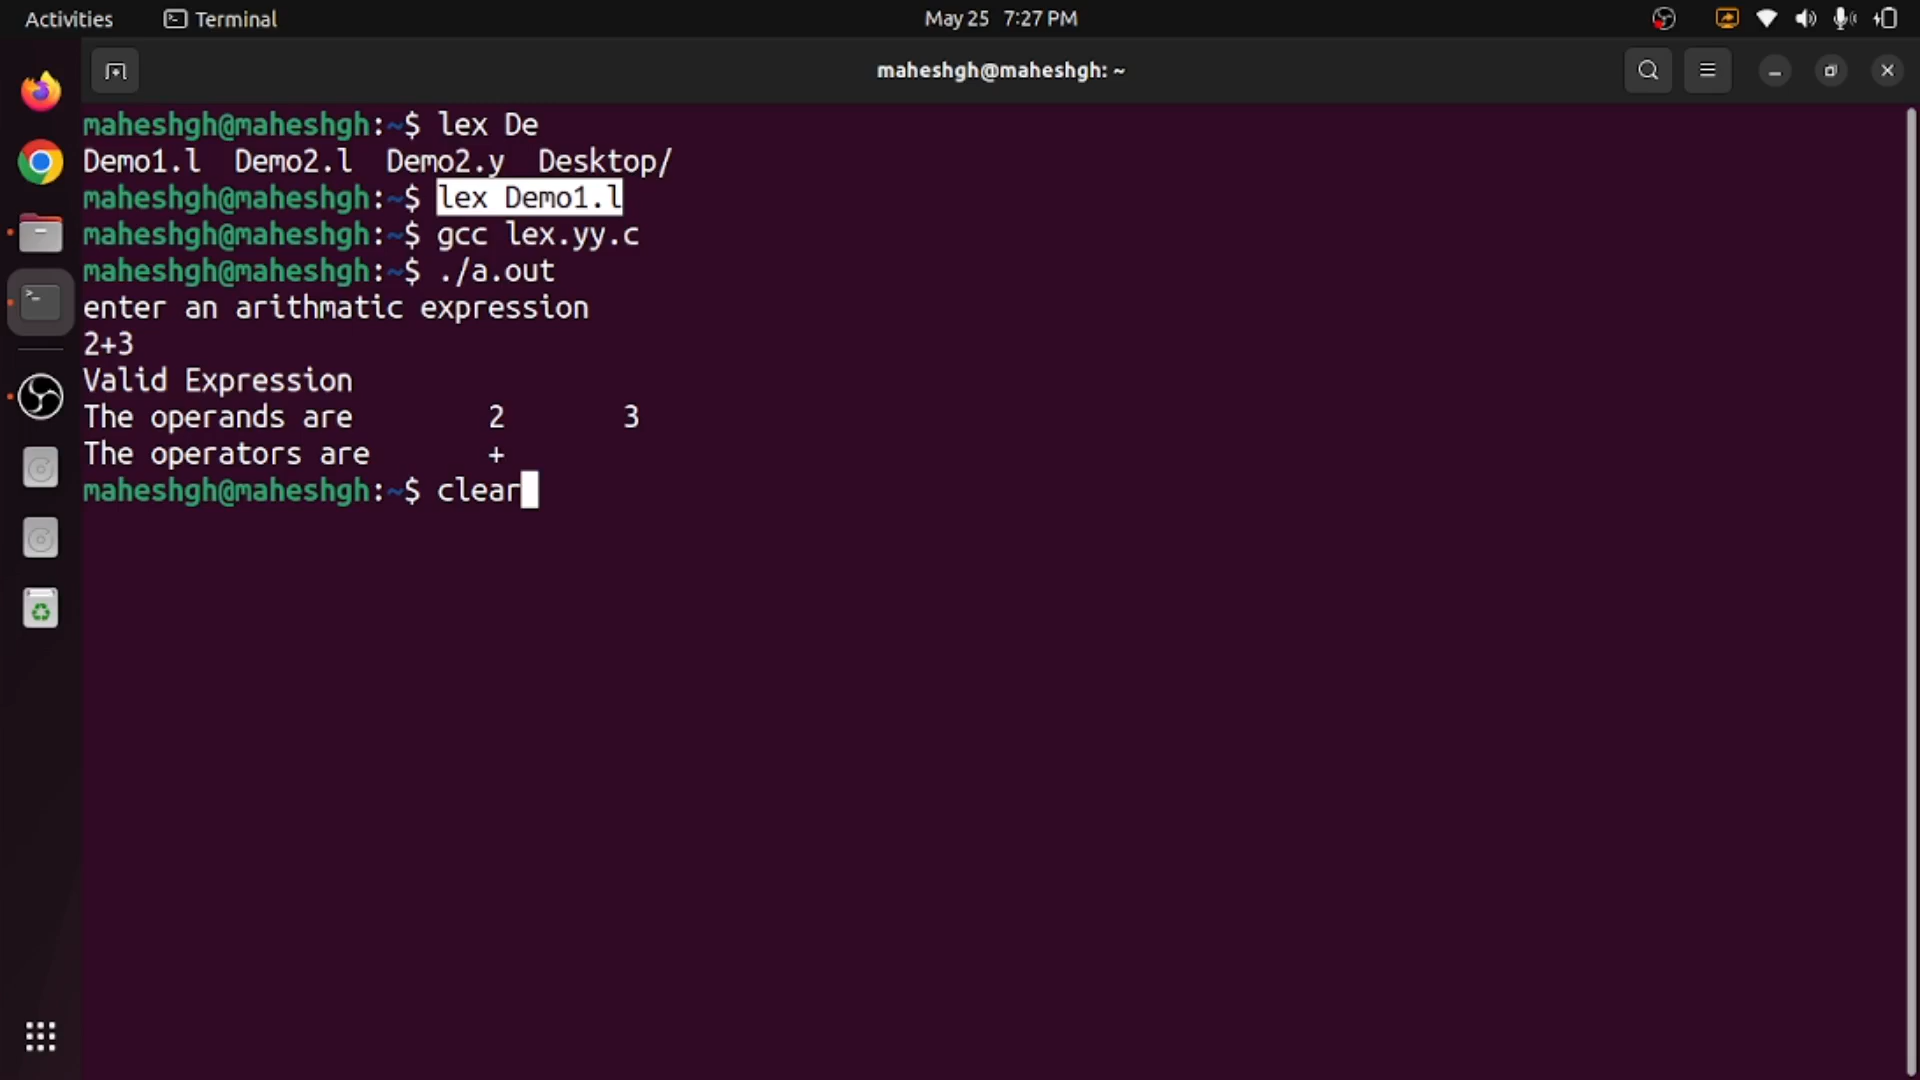 Activities Terminal May 25 7:27 PM
maheshgh@maheshgh: ~
maheshgh@maheshgh:~$ lex De
Demo1.l Demo2.l Demo2.y Desktop/
maheshgh@maheshgh:~$ lex Demo1.l
maheshgh@maheshgh:~$ gcc lex.yy.c
maheshgh@maheshgh:~$ ./a.out
enter an arithmatic expression
2+3
Valid Expression
The operands are 2 3
The operators are +
maheshgh@maheshgh:~$ clear